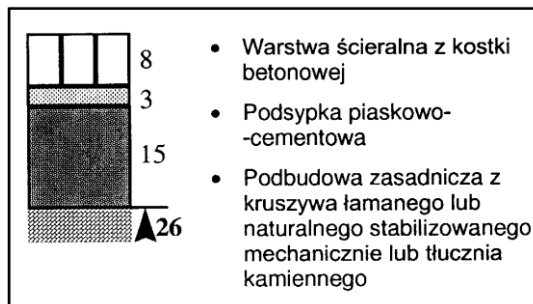 8
3
15
26
• Warstwa ścieralna z kostki
betonowej
• Podsypka piaskowo-
-cementowa
• Podbudowa zasadnicza z
kruszywa łamanego lub
naturalnego stabilizowanego
mechanicznie lub tłucznia
kamiennego